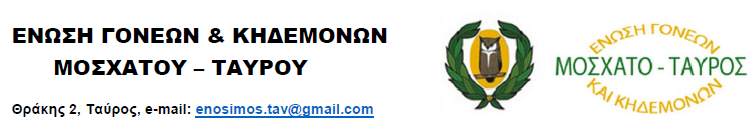 ΕΝΩΣΗ ΓΟΝΕΩΝ & ΚΗΔΕΜΟΝΩΝ
ΜΟΣΧΑΤΟΥ – ΤΑΥΡΟΥ
Θράκης 2, Ταύρος, e-mail: enosimos.tav@gmail.com
ΕΝΩΣΗ ΓΟΝΕΩΝ
ΜΟΣΧΑΤΟ - ΤΑΥΡΟΣ
ΚΑΙ ΚΗΔΕΜΟΝΩΝ